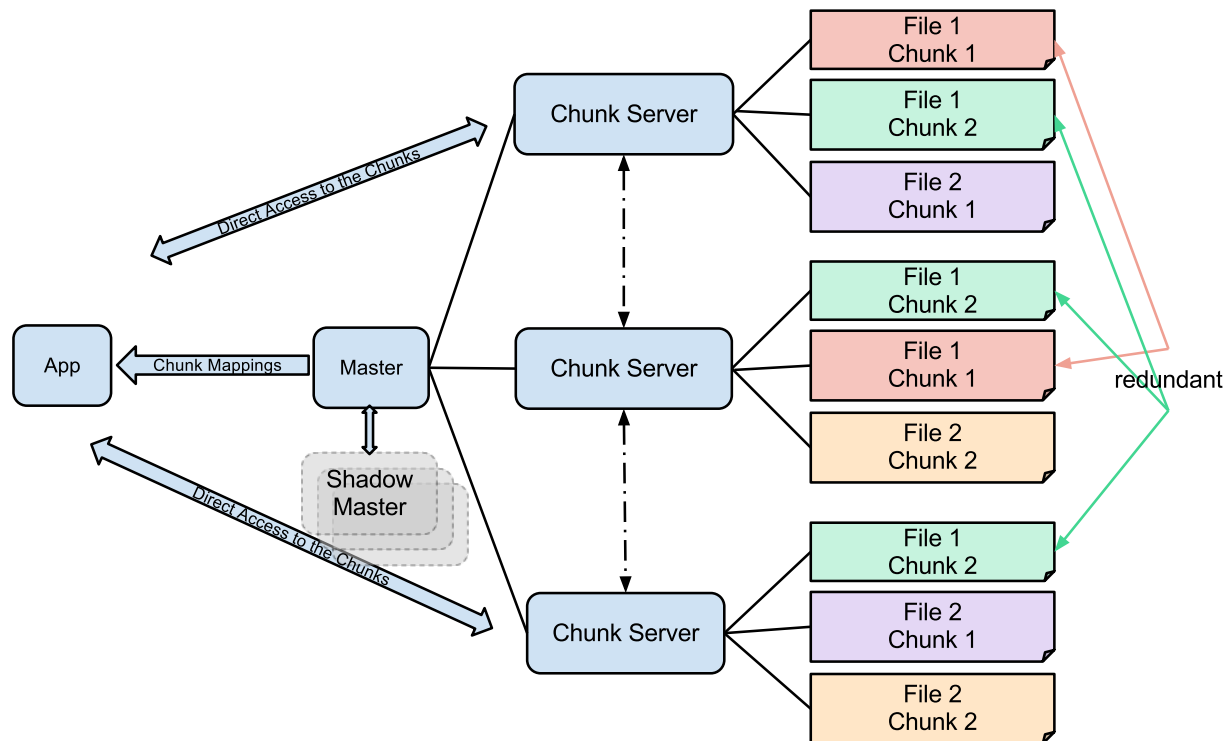 File 1
Chunk 1
File 1
Chunk 2
File 2
Chunk 1
Chunk Server
Direct Access to the Chunks
File 1
Chunk 2
File 1
Chunk 1
File 2
Chunk 2
Chunk Server
redundant
App
Chunk Mappings
Master
Shadow
Master
Direct Access to the Chunks
File 1
Chunk 2
File 2
Chunk 1
File 2
Chunk 2
Chunk Server